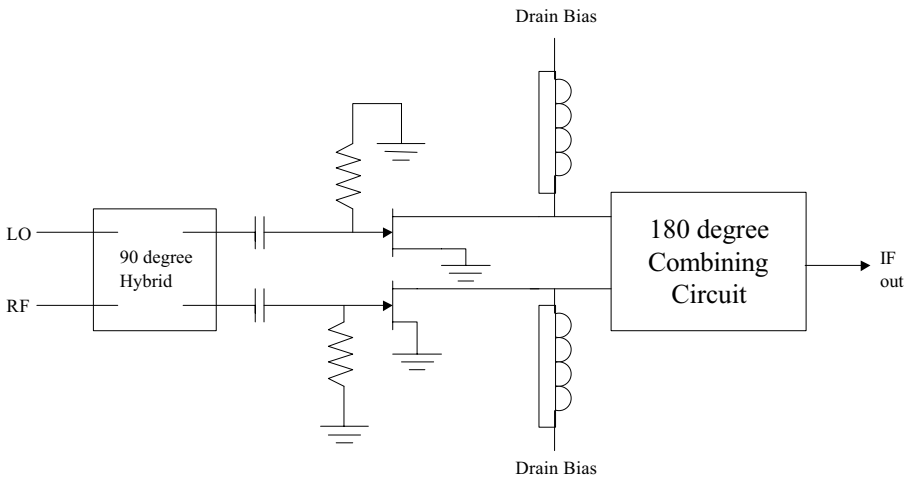 Drain Bias
LO
90 degree
Hybrid
RF
180 degree
Combining
Circuit
IF
out
Drain Bias